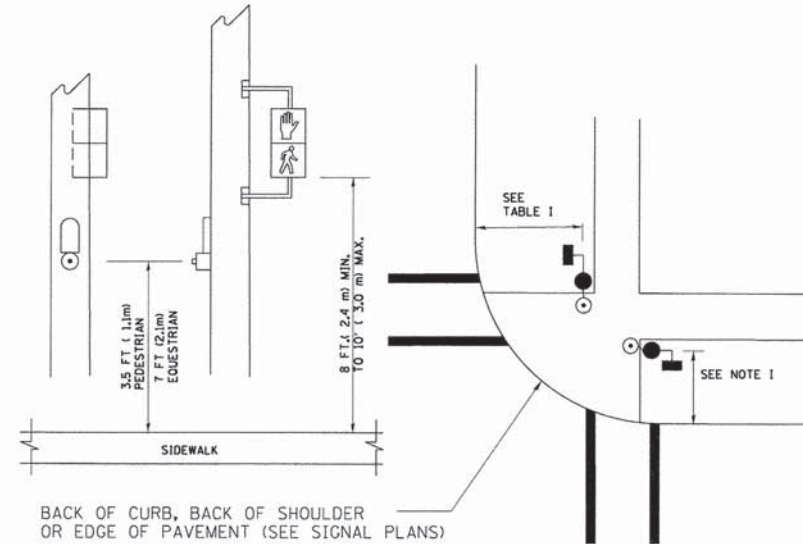 3.5 FT ( 1.1m)
PEDESTRIAN
7 FT (2.1m)
EQUESTRIAN
8 FT.( 2.4 m) MIN.
TO 10' ( 3.0 m) MAX.
SIDEWALK
SEE
TABLE I
SEE NOTE I
BACK OF CURB, BACK OF SHOULDER
OR EDGE OF PAVEMENT (SEE SIGNAL PLANS)